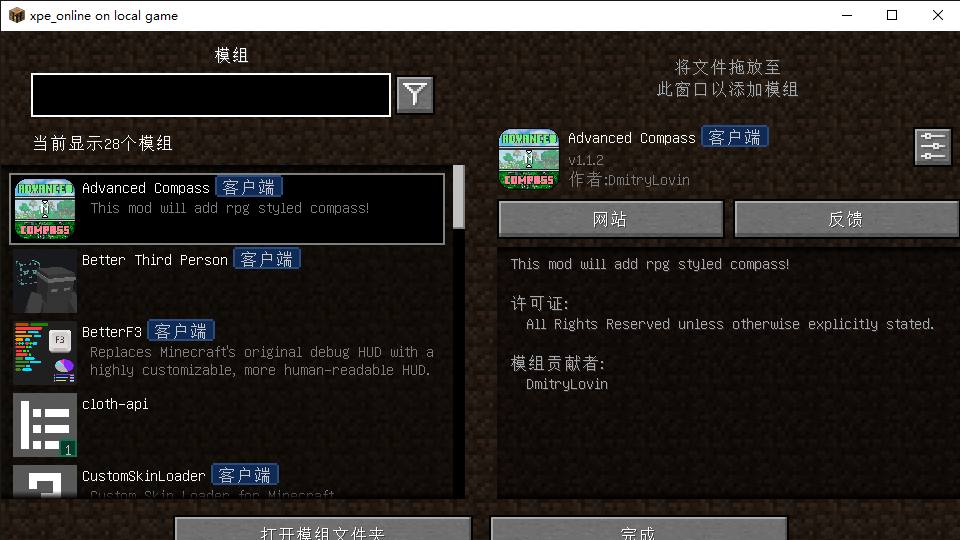 xpe_online on local game
模组
将文件拖放至
此窗口以添加模组
当前显示28个模组
ADVANCED
COMPASS
Advanced Compass 客户端
This mod will add rpg styled compass!
Better Third Person 客户端
BetterF3 客户端
F3
Replaces Minecraft's original debug HUD with a
highly customizable, more human-readable HUD.
cloth-api
1
CustomSkinLoader 客户端
Custom Skin Loader for Minecraft
打开模组文件夹
ADVANCED
COMPASS
Advanced Compass 客户端
v1.1.2
作者:DmitryLovin
网站
反馈
This mod will add rpg styled compass!
许可证:
All Rights Reserved unless otherwise explicitly stated.
模组贡献者:
DmitryLovin
完成